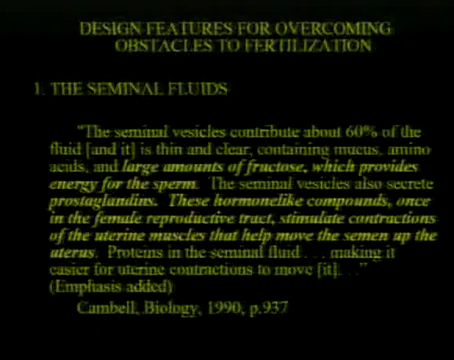 DESIGN FEATURES FOR OVERCOMING
OBSTACLES TO FERTILIZATION
1. THE SEMINAL FLUIDS
"The seminal vesicles contribute about 60% of the
fluid [and it] is thin and clear, containing mucus, amino
acids, and large amounts of fructose, which provides
energy for the sperm. The seminal vesicles also secrete
prostaglandins. These hormonelike compounds, once
in the female reproductive tract, stimulate contractions
of the uterine muscles that help move the semen up the
uterus. Proteins in the seminal fluid . . . making it
easier for uterine contractions to move [it]. . ."
(Emphasis added)
Cambell, Biology, 1990, p.937